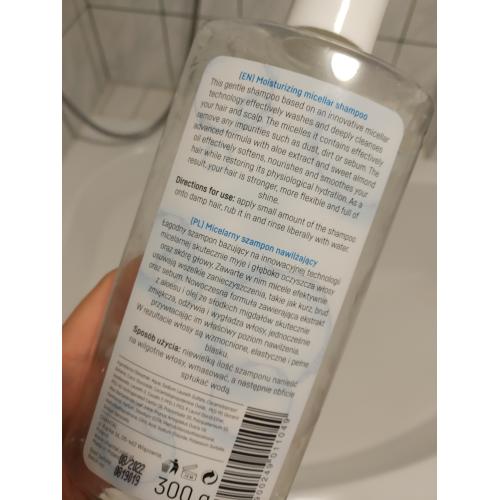 (EN) Moisturizing micellar shampoo
This gentle shampoo based on an innovative micellar
technology effectively washes and deeply cleanses
your hair and scalp. The micelles it contains effectively
remove any impurities such as dust, dirt or sebum. The
advanced formula with aloe extract and sweet almond
oil effectively softens, nourishes and smoothes your
hair while restoring its physiological hydration. As a
result, your hair is stronger, more flexible and full of
shine.
Directions for use: apply small amount of the shampoo
onto damp hair, rub it in and rinse liberally with water.
(PL) Micelarny szampon nawilżający
Łagodny szampon bazujący na innowacyjnej technologii
micelarnej skutecznie myje i głęboko oczyszcza włosy
oraz skórę głowy. Zawarte w nim micele efektywnie
usuwają wszelkie zanieczyszczenia, takie jak kurz, brud
oraz sebum. Nowoczesna formuła zawierająca ekstrakt
z aloesu i olej ze słodkich migdałów skutecznie
zmiękcza, odżywia i wygładza włosy, jednocześnie
przywracając im właściwy poziom nawilżenia.
W rezultacie włosy są wzmocnione, elastyczne i pełne
blasku.
Sposób użycia: niewielką ilość szamponu nanieść
na wilgotne włosy, wmasować, a następnie obficie
spłukać wodą.
08/2022
0619019
300 g